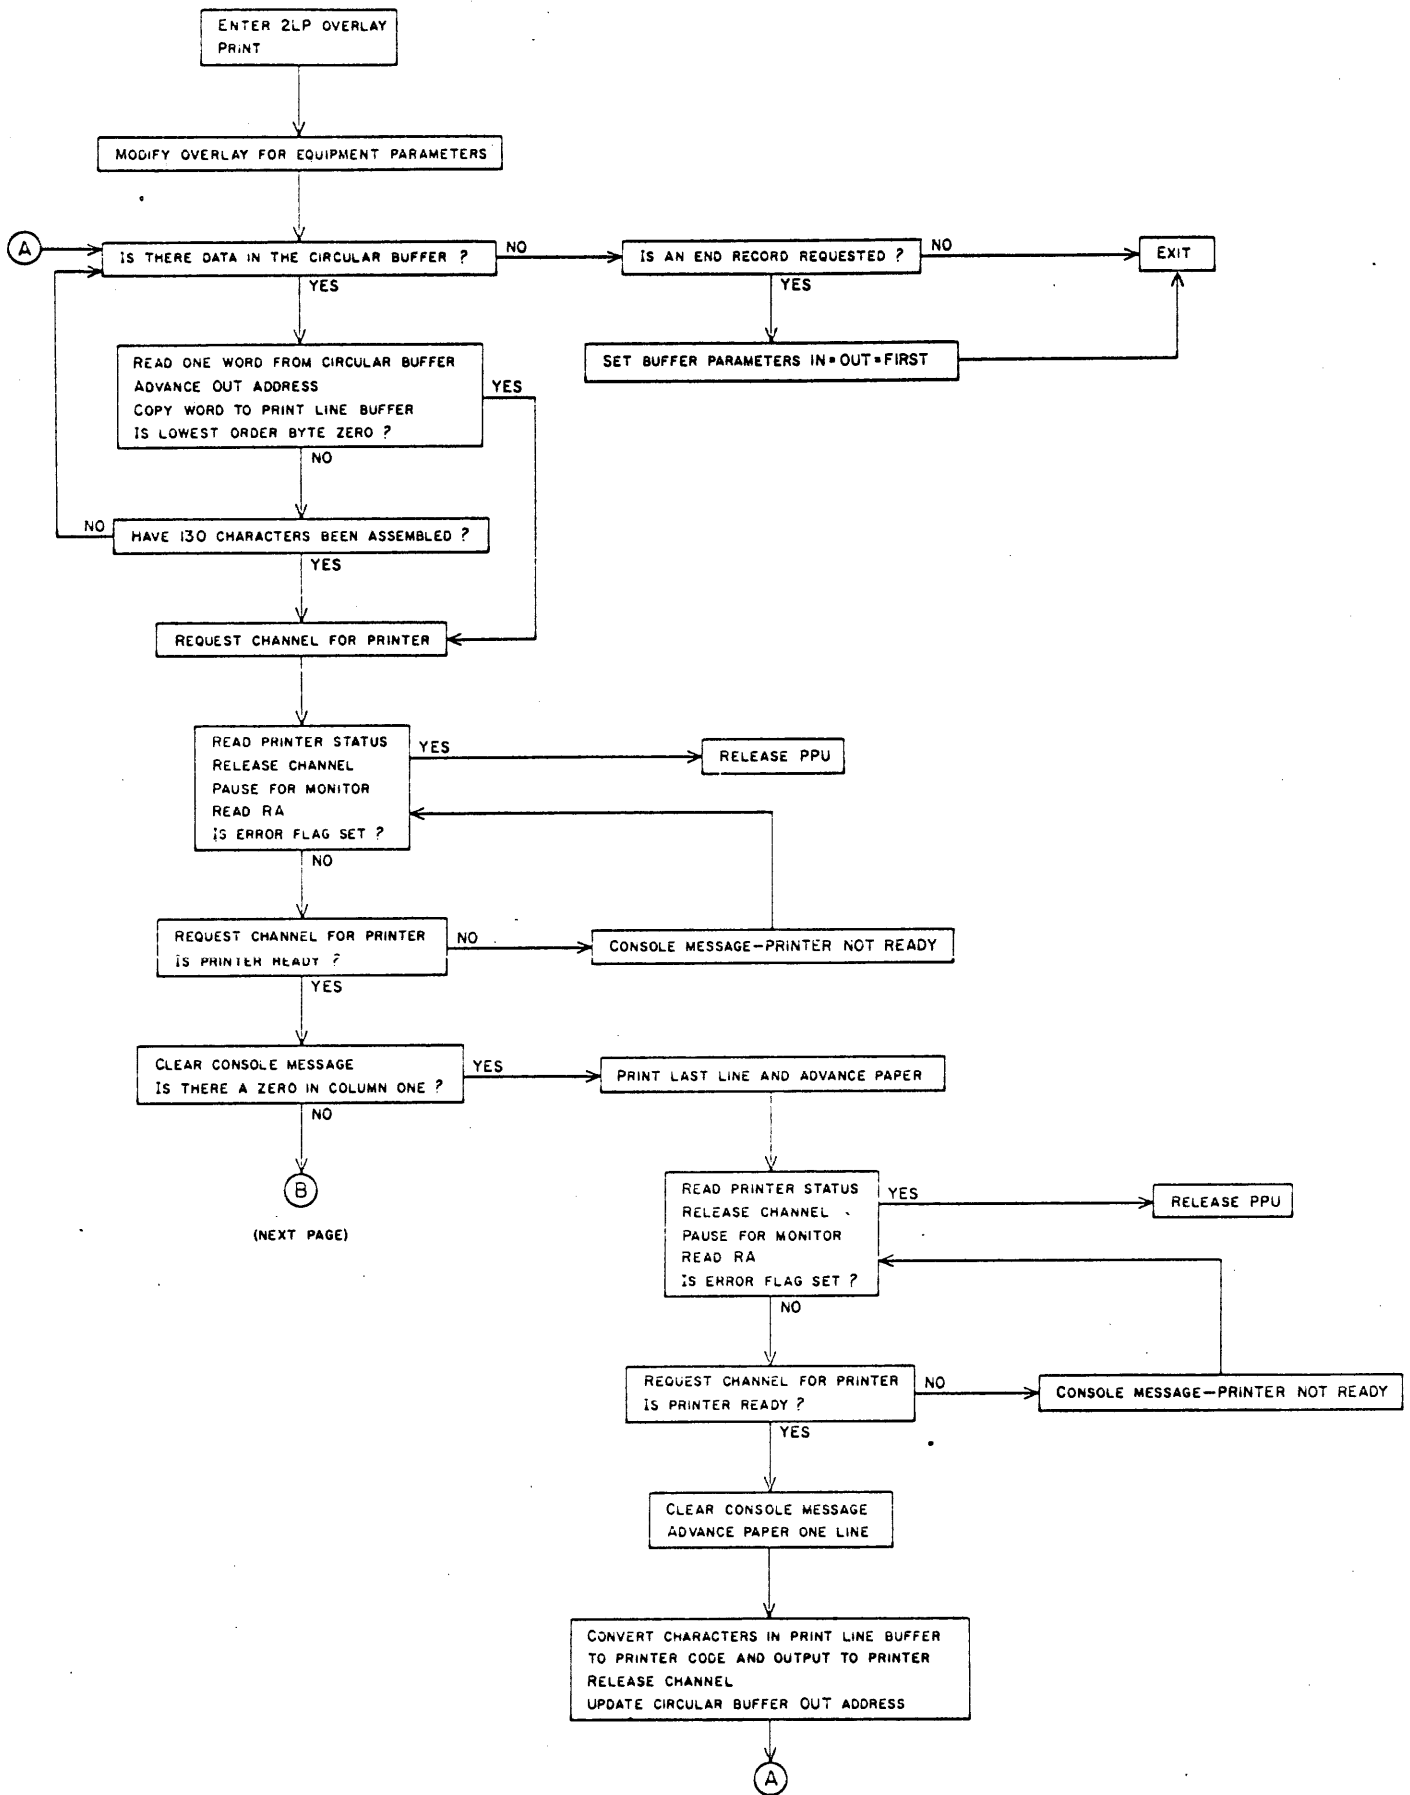 ENTER 2LP OVERLAY
PRINT
MODIFY OVERLAY FOR EQUIPMENT PARAMETERS
A
IS THERE DATA IN THE CIRCULAR BUFFER ?
NO
IS AN END RECORD REQUESTED ?
NO
EXIT
YES
YES
READ ONE WORD FROM CIRCULAR BUFFER
ADVANCE OUT ADDRESS
COPY WORD TO PRINT LINE BUFFER
IS LOWEST ORDER BYTE ZERO ?
YES
SET BUFFER PARAMETERS IN=OUT=FIRST
NO
NO
HAVE 130 CHARACTERS BEEN ASSEMBLED ?
YES
REQUEST CHANNEL FOR PRINTER
READ PRINTER STATUS
RELEASE CHANNEL
PAUSE FOR MONITOR
READ RA
IS ERROR FLAG SET ?
YES
RELEASE PPU
NO
REQUEST CHANNEL FOR PRINTER
IS PRINTER READY ?
NO
CONSOLE MESSAGE-PRINTER NOT READY
YES
CLEAR CONSOLE MESSAGE
IS THERE A ZERO IN COLUMN ONE ?
YES
PRINT LAST LINE AND ADVANCE PAPER
NO
B
(NEXT PAGE)
READ PRINTER STATUS
RELEASE CHANNEL
PAUSE FOR MONITOR
READ RA
IS ERROR FLAG SET ?
YES
RELEASE PPU
NO
REQUEST CHANNEL FOR PRINTER
IS PRINTER READY ?
NO
CONSOLE MESSAGE-PRINTER NOT READY
YES
CLEAR CONSOLE MESSAGE
ADVANCE PAPER ONE LINE
CONVERT CHARACTERS IN PRINT LINE BUFFER
TO PRINTER CODE AND OUTPUT TO PRINTER
RELEASE CHANNEL
UPDATE CIRCULAR BUFFER OUT ADDRESS
A